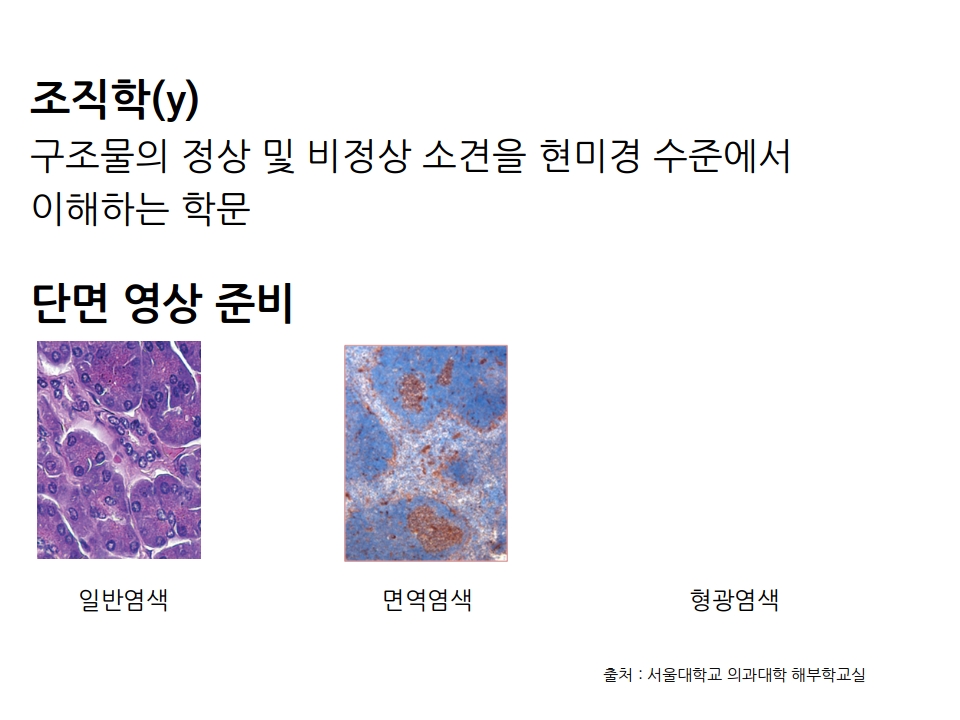 조직학(y)
구조물의 정상 및 비정상 소견을 현미경 수준에서
이해하는 학문
단면 영상 준비
일반염색
면역염색
형광염색
출처 : 서울대학교 의과대학 해부학교실